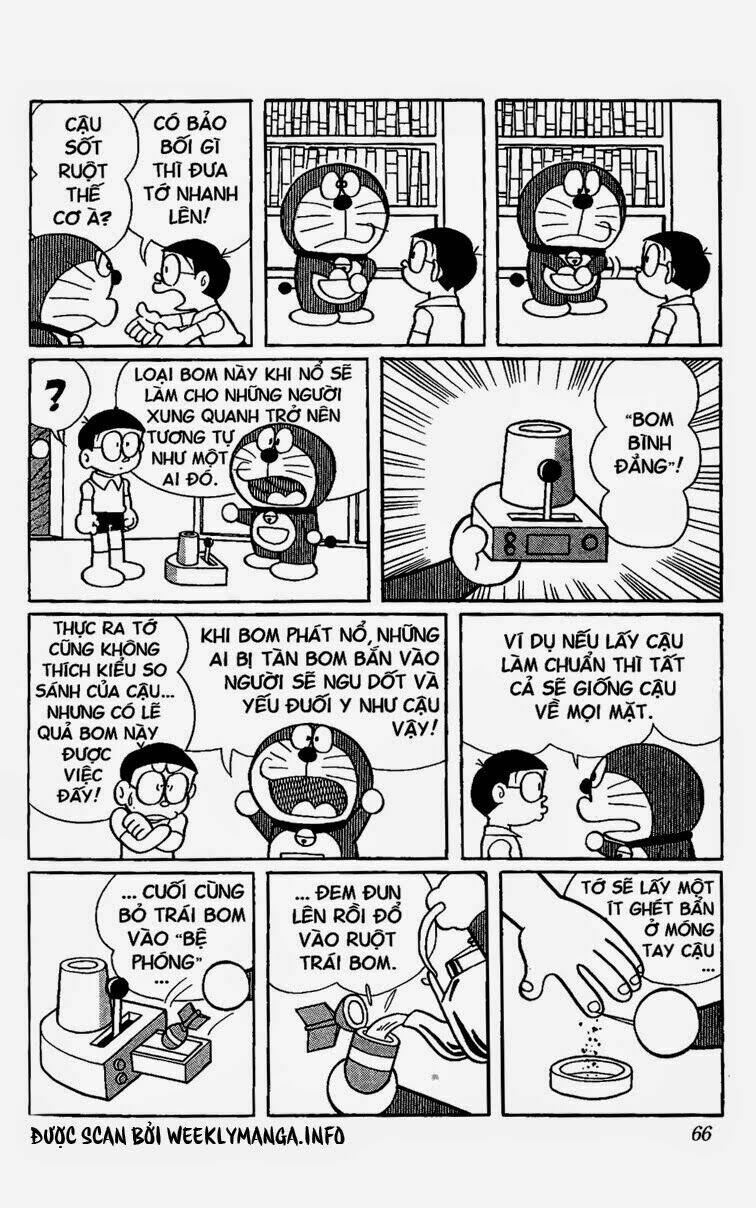 CÓ BẢO
BỐI GÌ
THÌ ĐƯA
TỚ NHANH
LÊN!
CẬU
SỐT
RUỘT
THẾ
CƠ À?
"BOM
BÌNH
ĐẲNG"!
LOẠI BOM NÀY KHI NỔ SẼ
LÀM CHO NHỮNG NGƯỜI
XUNG QUANH TRỞ NÊN
TƯƠNG TỰ
NHƯ MỘT
AI ĐÓ.
?
VÍ DỤ NẾU LẤY CẬU
LÀM CHUẨN THÌ TẤT
CẢ SẼ GIỐNG CẬU
VỀ MỌI MẶT.
KHI BOM PHÁT NỔ, NHỮNG
AI BỊ TÀN BOM BẮN VÀO
NGƯỜI SẼ NGU DỐT VÀ
YẾU ĐUỐI Y NHƯ CẬU
VẬY!
THỰC RA TỚ
CŨNG KHÔNG
THÍCH KIỂU SO
SÁNH CỦA CẬU...
NHƯNG CÓ LẼ
QUẢ BOM NÀY
ĐƯỢC
VIỆC
ĐẤY!
TỚ SẼ LẤY MỘT
ÍT GHÉT BẨN
Ở MÓNG
TAY CẬU
...
... ĐEM ĐUN
LÊN RỒI ĐỔ
VÀO RUỘT
TRÁI BOM.
... CUỐI CÙNG
BỎ TRÁI BOM
VÀO "BỆ
PHÓNG"
...
ĐƯỢC SCAN BỞI WEEKLYMANGA.INFO
66